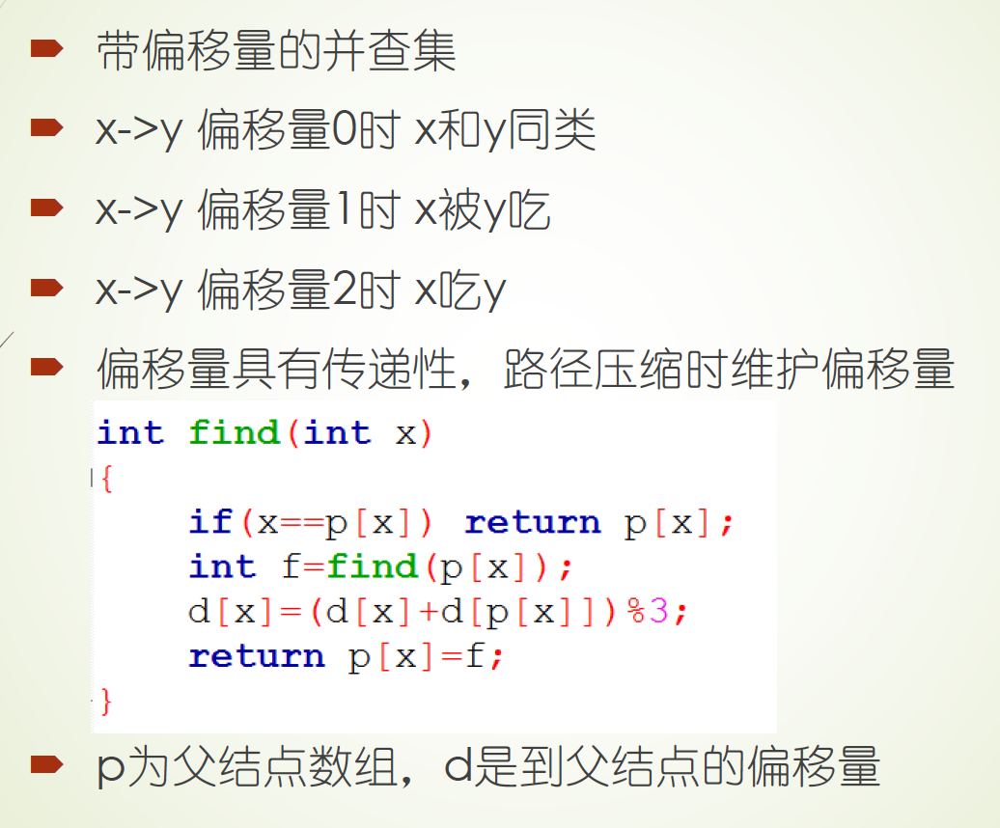 带偏移量的并查集
x->y 偏移量0时 x和y同类
x->y 偏移量1时 x被y吃
x->y 偏移量2时 x吃y
偏移量具有传递性，路径压缩时维护偏移量
int find(int x)
{
    if(x==p[x]) return p[x];
    int f=find(p[x]);
    d[x]=(d[x]+d[p[x]])%3;
    return p[x]=f;
}
p为父结点数组，d是到父结点的偏移量